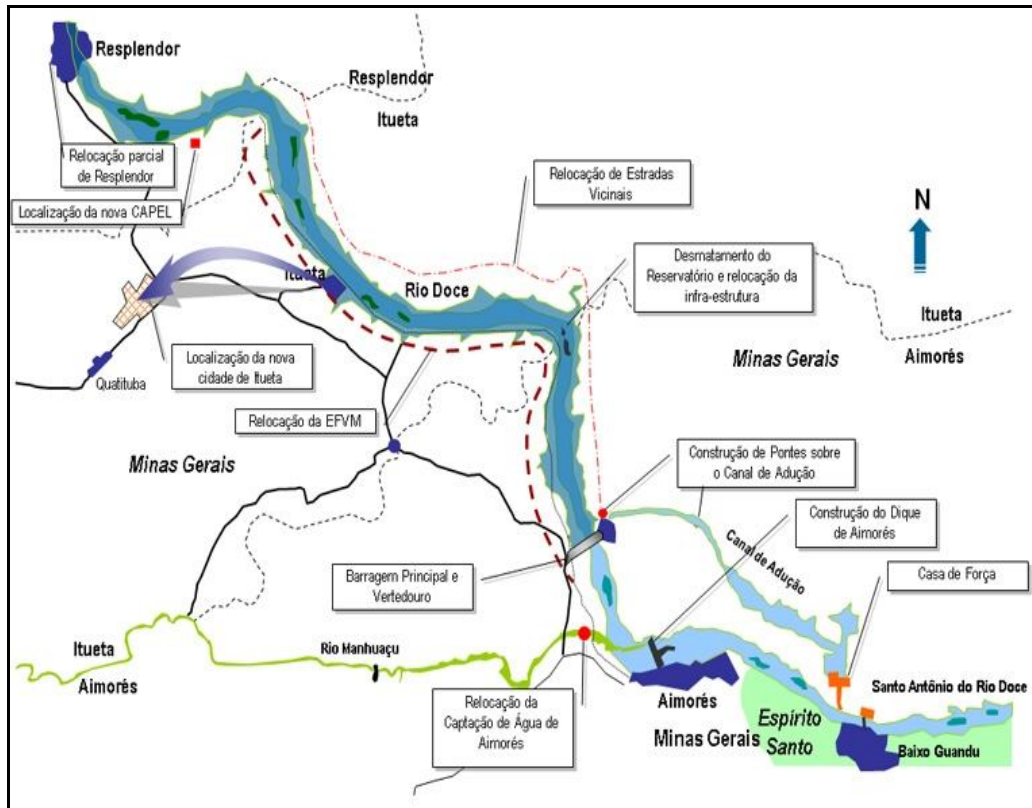 Resplendor
Resplendor
Itueta
Relocação parcial
de Resplendor
Localização da nova CAPEL
Relocação de Estradas
Vicinais
N
Desmatamento do
Reservatório e relocação da
infra-estrutura
Itueta
Rio Doce
Itueta
Aimorés
Minas Gerais
Localização da nova
cidade de Itueta
Quatituba
Relocação da EFVM
Minas Gerais
Construção de Pontes sobre
o Canal de Adução
Construção do Dique
de Aimorés
Canal de Adução
Casa de Força
Barragem Principal e
Vertedouro
Itueta
Aimorés
Rio Manhuaçu
Relocação da
Captação de Água de
Aimorés
Aimorés
Minas Gerais
Espírito
Santo
Santo Antônio do Rio Doce
Baixo Guandu